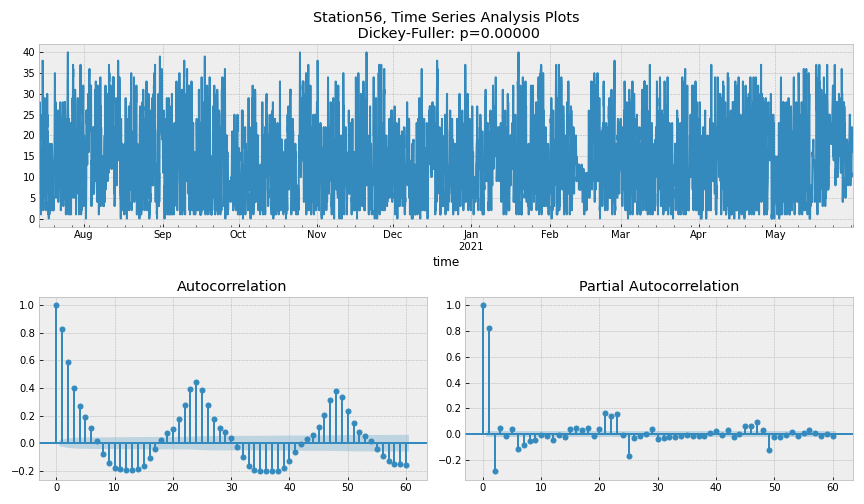 Station56, Time Series Analysis Plots
Dickey-Fuller: p=0.00000
40
35
30
25
20
15
10
5
0
Aug Sep Oct Nov Dec Jan Feb Mar Apr May
2021
time
Autocorrelation Partial Autocorrelation
1.0 1.0
0.8 0.8
0.6 0.6
0.4 0.4
0.2 0.2
0.0 0.0
−0.2 −0.2
0 10 20 30 40 50 60 0 10 20 30 40 50 60